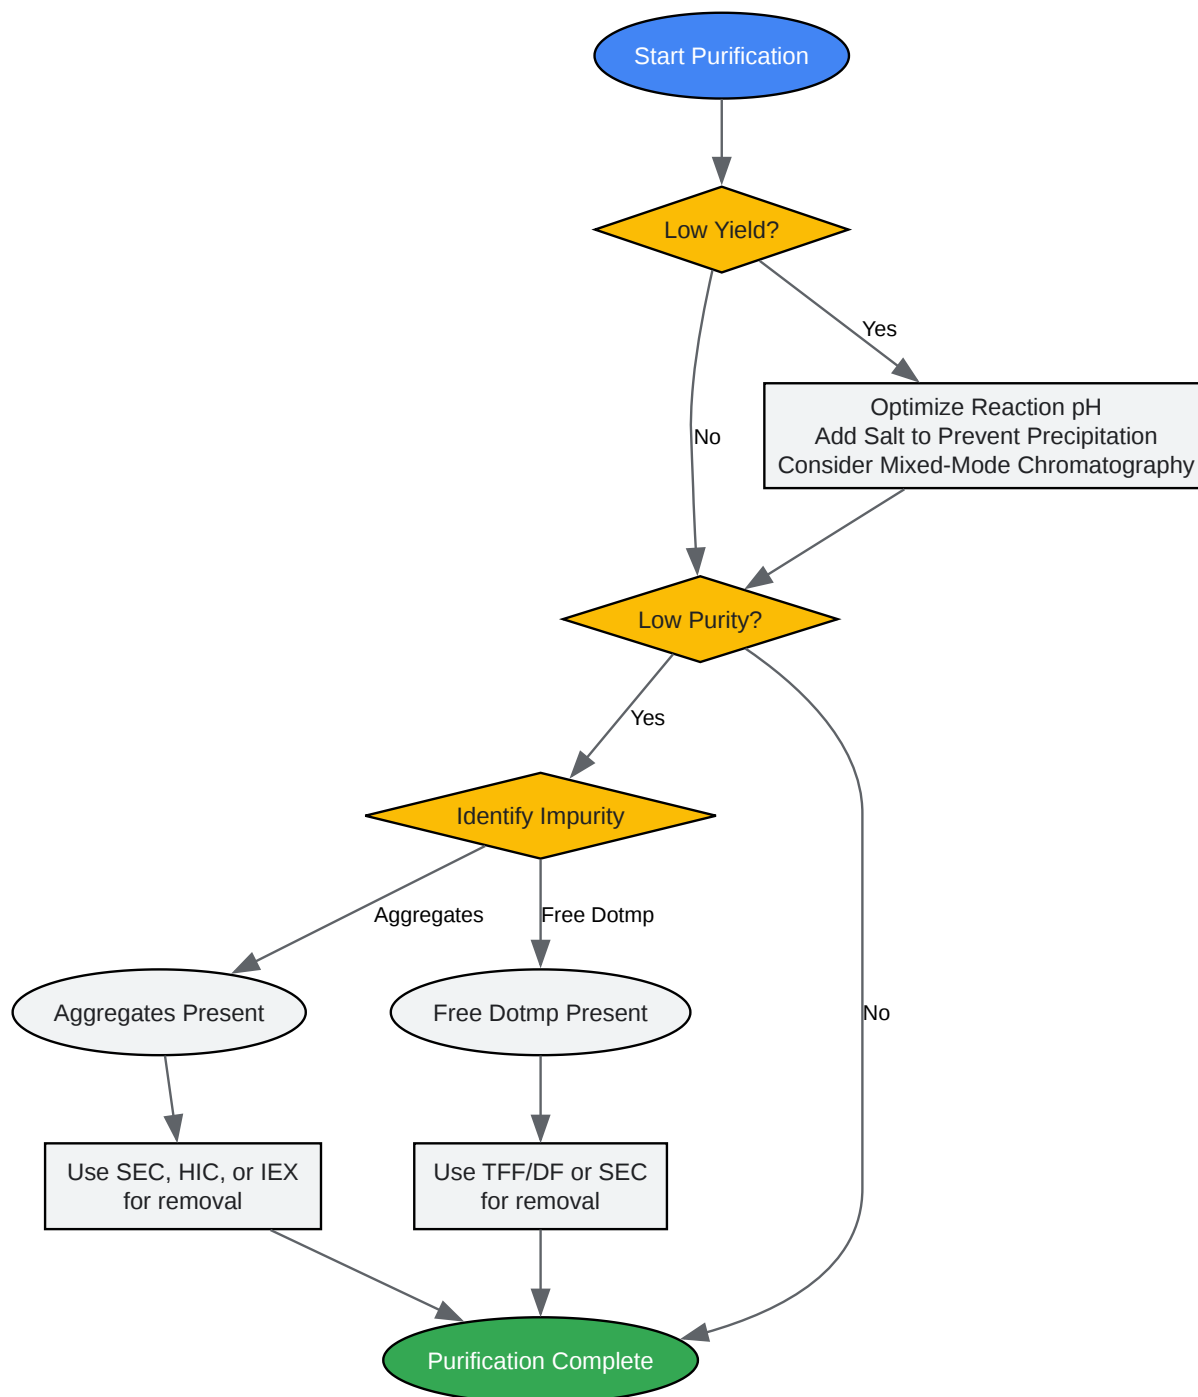 Start Purification
Low Yield?
Yes
Optimize Reaction pH
Add Salt to Prevent Precipitation
Consider Mixed-Mode Chromatography
No
Low Purity?
Yes
Identify Impurity
Aggregates
Free Dotmp
Aggregates Present
Free Dotmp Present
No
Use SEC, HIC, or IEX
for removal
Use TFF/DF or SEC
for removal
Purification Complete